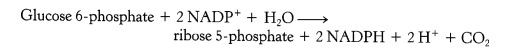 Glucose 6-phosphate + 2 NADP⁺ + H₂O ⟶
ribose 5-phosphate + 2 NADPH + 2 H⁺ + CO₂